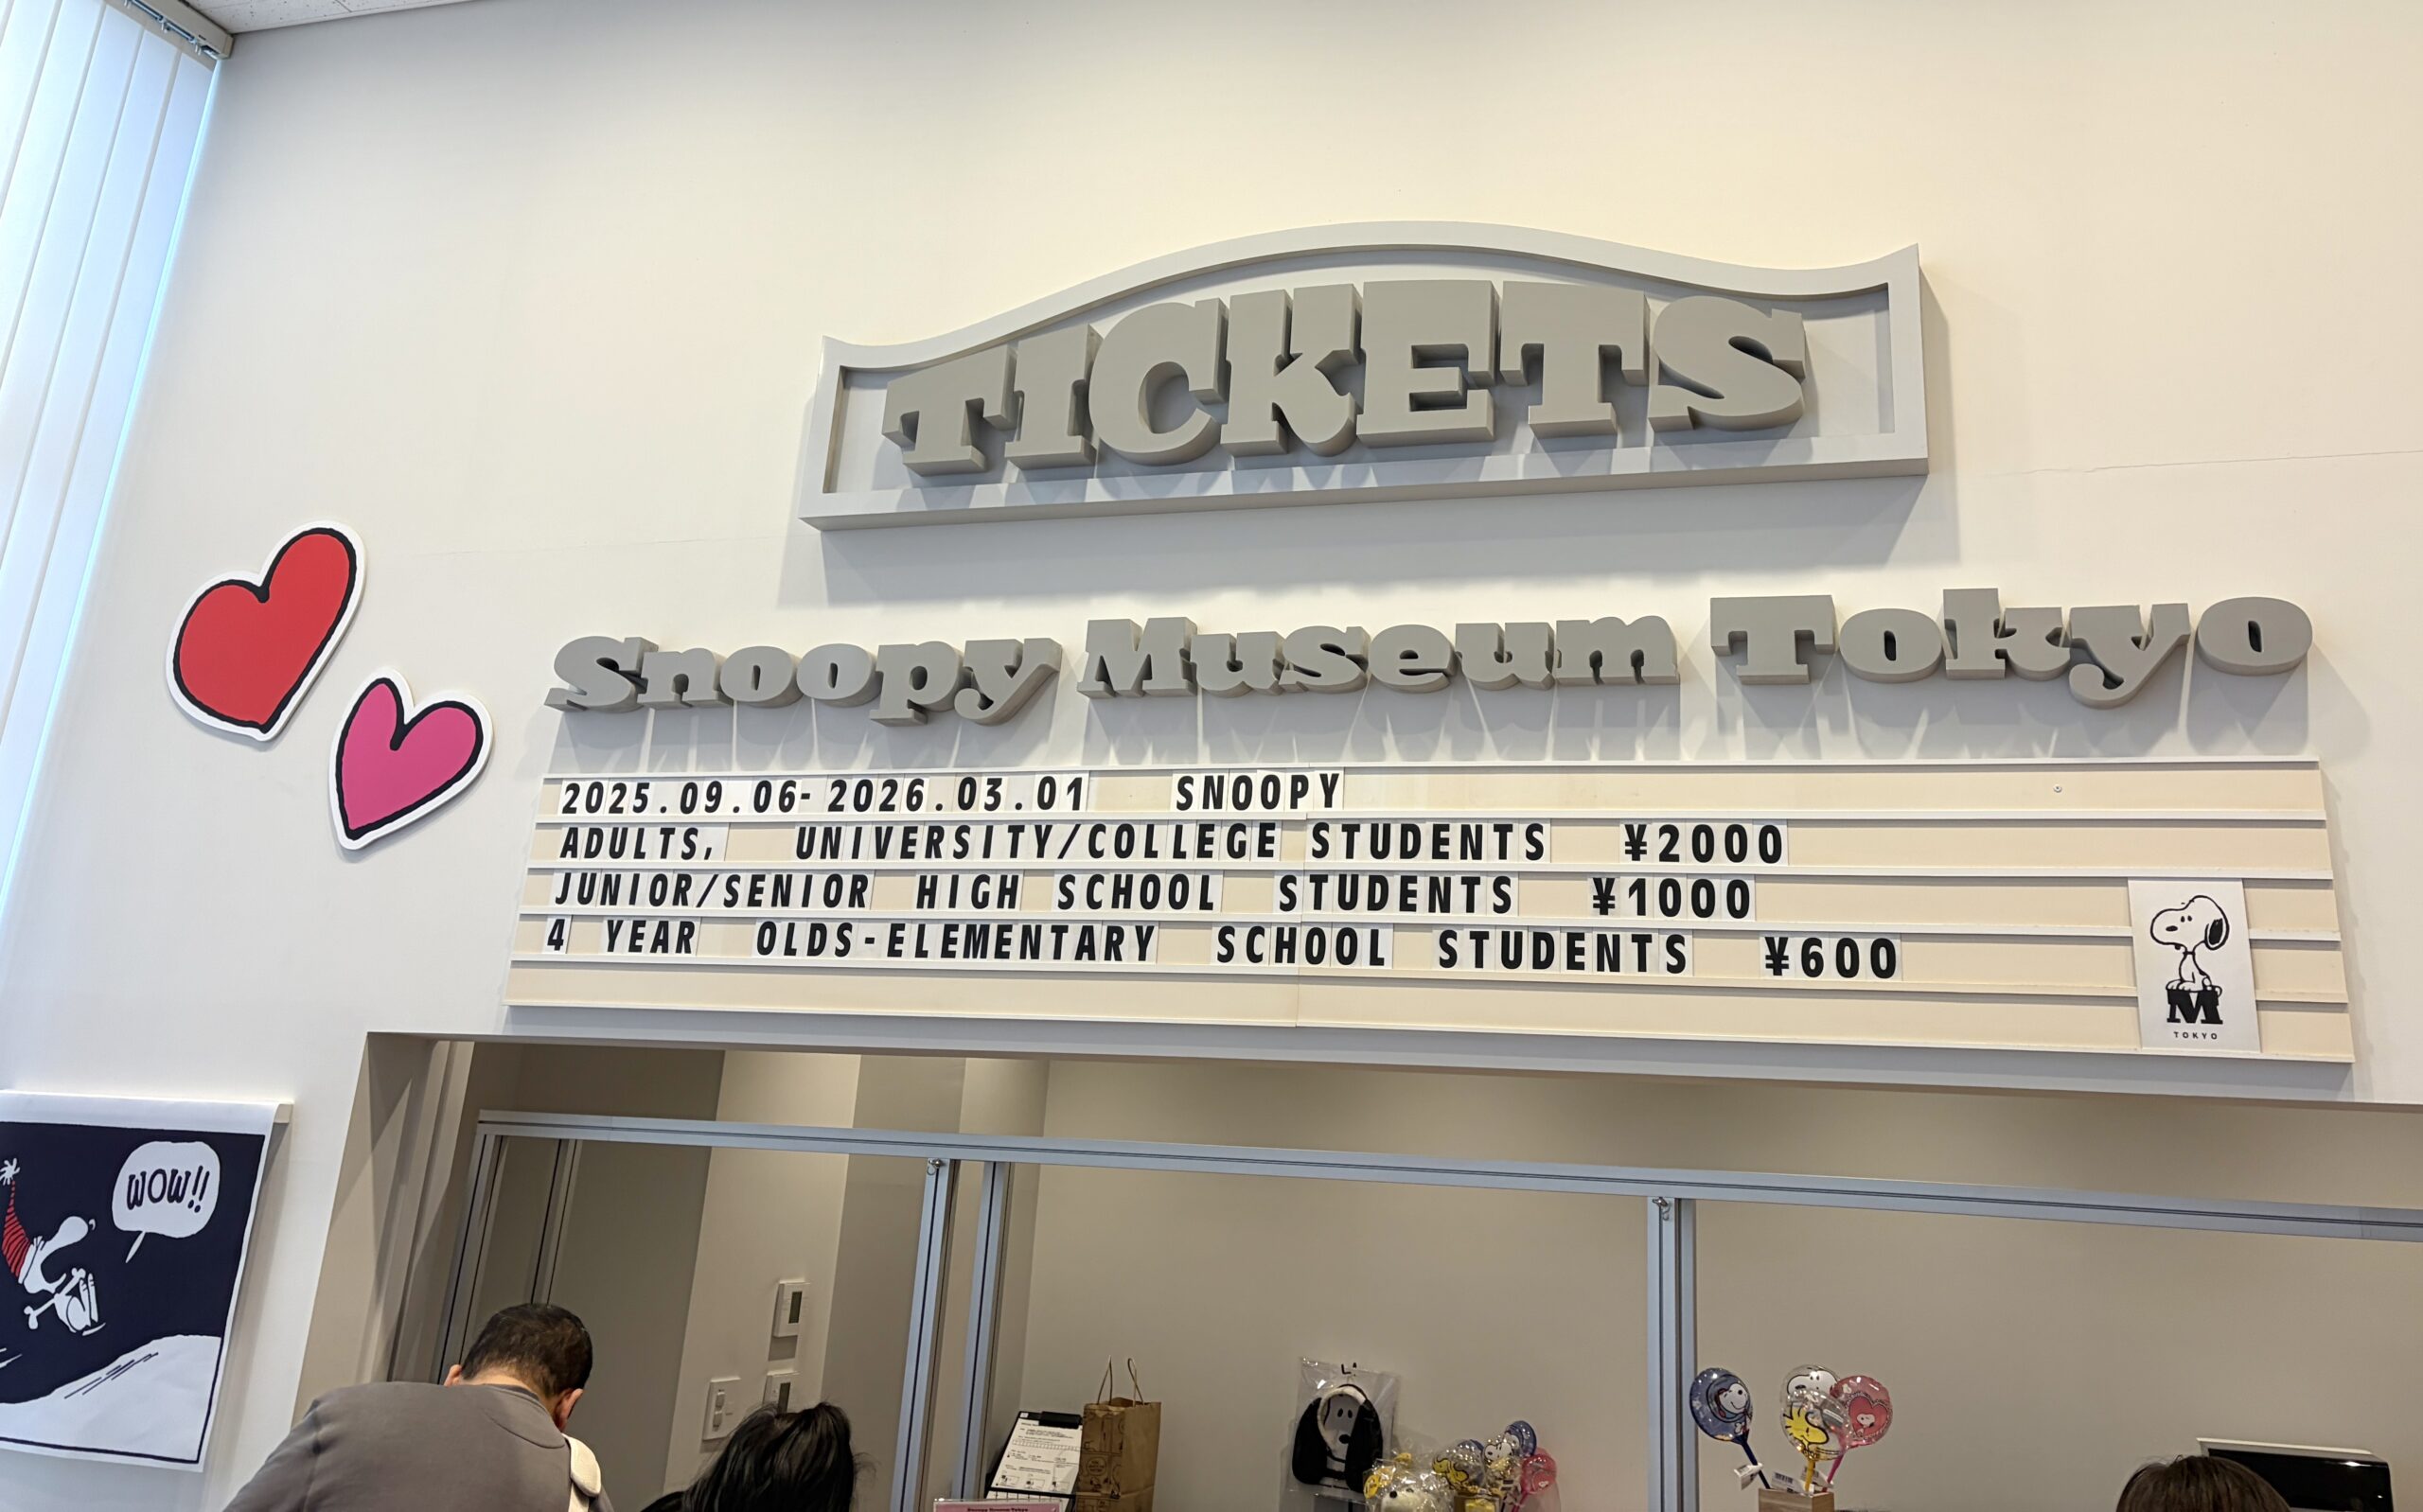 TICKETS
Snoopy Museum Tokyo
2025.09.06-2026.03.01 SNOOPY
ADULTS, UNIVERSITY/COLLEGE STUDENTS ¥2000
JUNIOR/SENIOR HIGH SCHOOL STUDENTS ¥1000
4 YEAR OLDS-ELEMENTARY SCHOOL STUDENTS ¥600
M
TOKYO
WOW!!